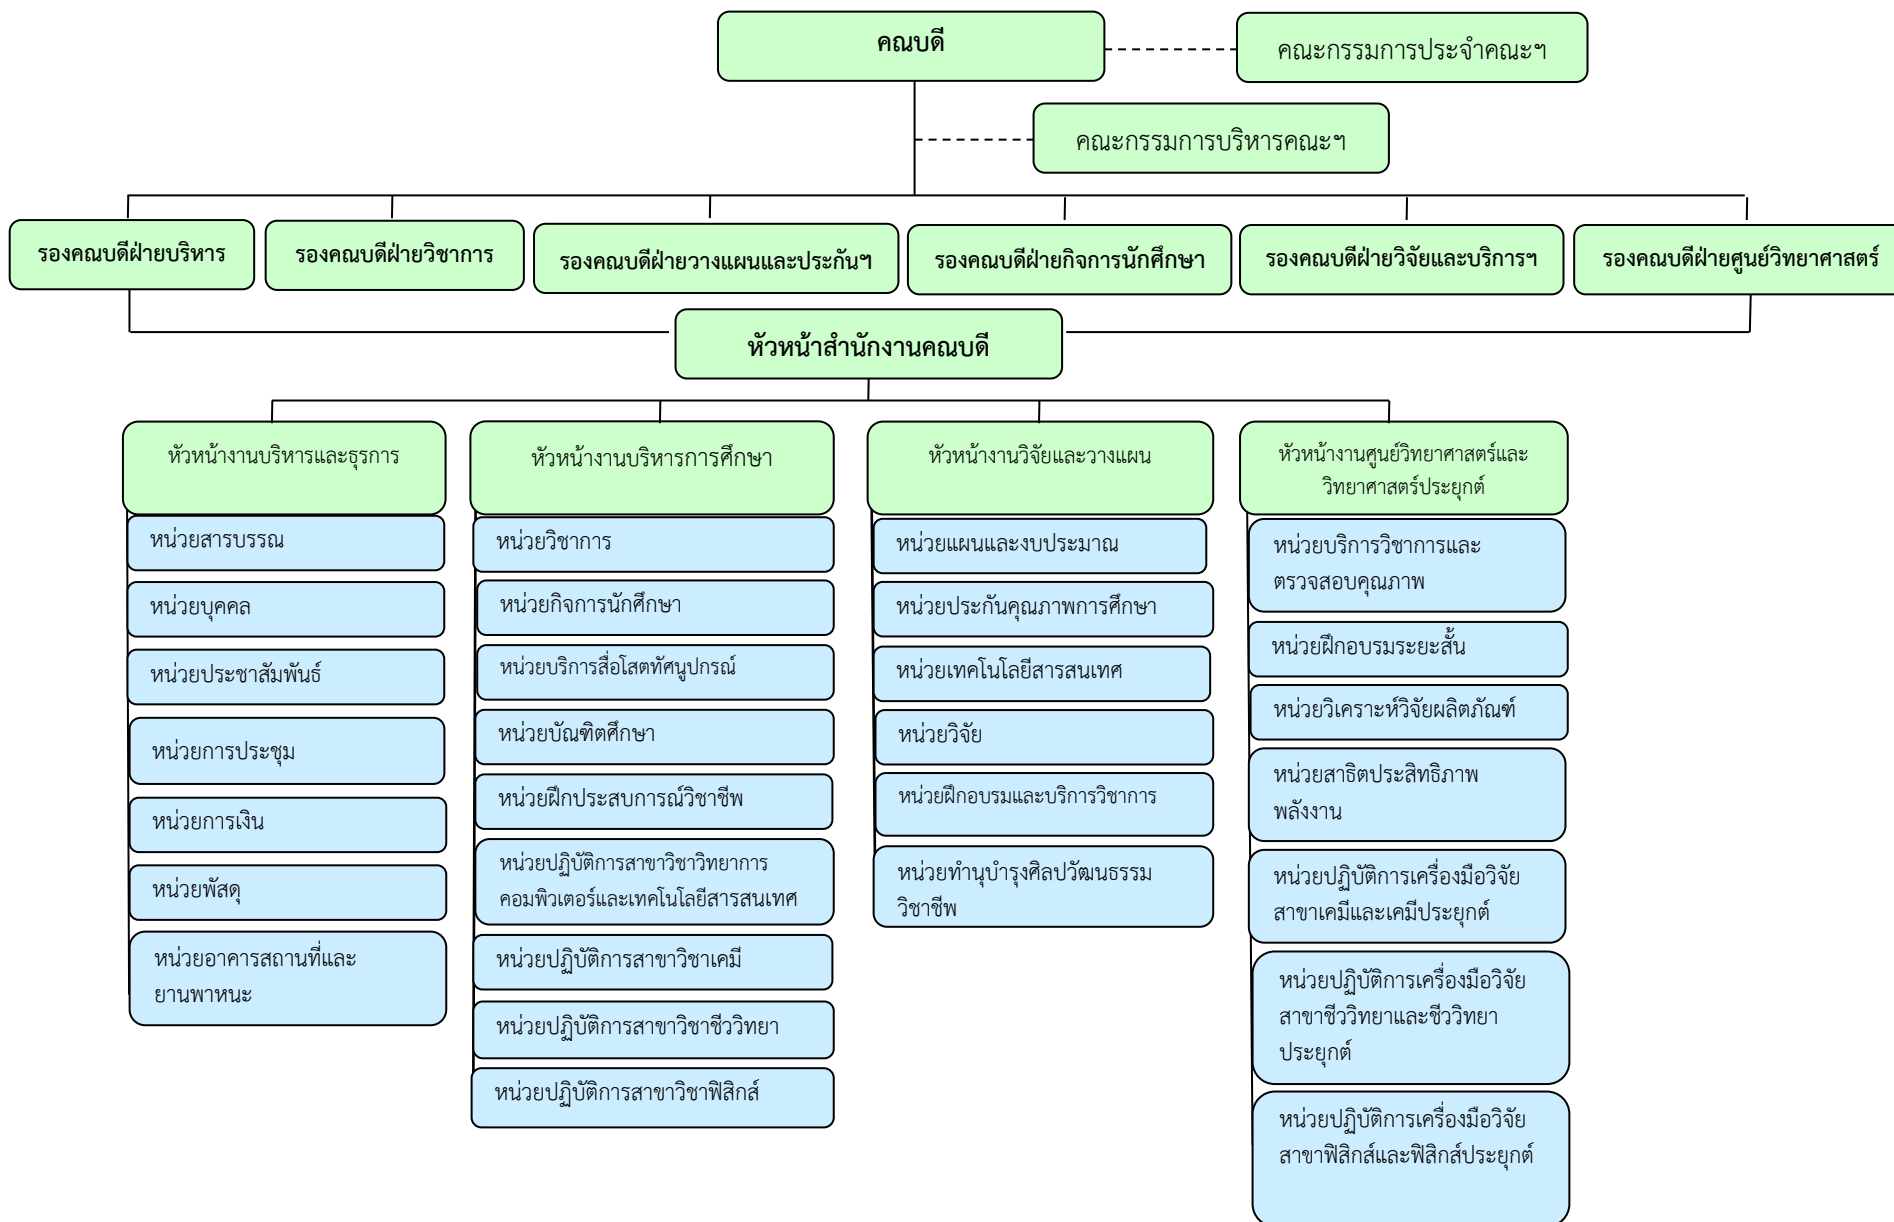 คณบดี
คณะกรรมการประจำคณะฯ
คณะกรรมการบริหารคณะฯ
รองคณบดีฝ่ายบริหาร
รองคณบดีฝ่ายวิชาการ
รองคณบดีฝ่ายวางแผนและประกันฯ
รองคณบดีฝ่ายกิจการนักศึกษา
รองคณบดีฝ่ายวิจัยและบริการฯ
รองคณบดีฝ่ายศูนย์วิทยาศาสตร์
หัวหน้าสำนักงานคณบดี
หัวหน้างานบริหารและธุรการ
หน่วยสารบรรณ
หน่วยบุคคล
หน่วยประชาสัมพันธ์
หน่วยการประชุม
หน่วยการเงิน
หน่วยพัสดุ
หน่วยอาคารสถานที่และ
ยานพาหนะ
หัวหน้างานบริหารการศึกษา
หน่วยวิชาการ
หน่วยกิจการนักศึกษา
หน่วยบริการสื่อโสตทัศนูปกรณ์
หน่วยบัณฑิตศึกษา
หน่วยฝึกประสบการณ์วิชาชีพ
หน่วยปฏิบัติการสาขาวิชาวิทยาการ
คอมพิวเตอร์และเทคโนโลยีสารสนเทศ
หน่วยปฏิบัติการสาขาวิชาเคมี
หน่วยปฏิบัติการสาขาวิชาชีววิทยา
หน่วยปฏิบัติการสาขาวิชาฟิสิกส์
หัวหน้างานวิจัยและวางแผน
หน่วยแผนและงบประมาณ
หน่วยประกันคุณภาพการศึกษา
หน่วยเทคโนโลยีสารสนเทศ
หน่วยวิจัย
หน่วยฝึกอบรมและบริการวิชาการ
หน่วยทำนุบำรุงศิลปวัฒนธรรม
วิชาชีพ
หัวหน้างานศูนย์วิทยาศาสตร์และ
วิทยาศาสตร์ประยุกต์
หน่วยบริการวิชาการและ
ตรวจสอบคุณภาพ
หน่วยฝึกอบรมระยะสั้น
หน่วยวิเคราะห์วิจัยผลิตภัณฑ์
หน่วยสาธิตประสิทธิภาพ
พลังงาน
หน่วยปฏิบัติการเครื่องมือวิจัย
สาขาเคมีและเคมีประยุกต์
หน่วยปฏิบัติการเครื่องมือวิจัย
สาขาชีววิทยาและชีววิทยา
ประยุกต์
หน่วยปฏิบัติการเครื่องมือวิจัย
สาขาฟิสิกส์และฟิสิกส์ประยุกต์